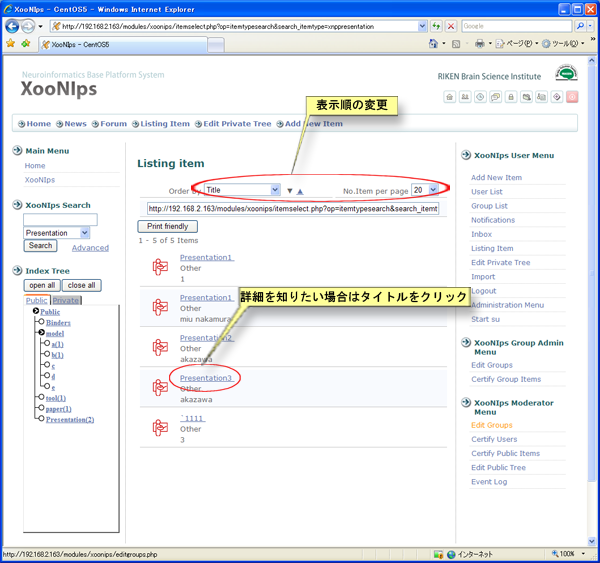 XooNIps - CentOS5 - Windows Internet Explorer
http://192.168.2.163/modules/xoonips/itemselect.php?op=itemtypesearch&search_itemtype=xnppresentation
XooNIps - CentOS5
ページ(P)
ツール(O)
Neuroinformatics Base Platform System
XooNIps
RIKEN Brain Science Institute
表示順の変更
Home
News
Forum
Listing Item
Edit Private Tree
Add New Item
Main Menu
Home
XooNIps
XooNIps Search
Presentation
Search
Advanced
Index Tree
open all
close all
Public
Private
Public
Binders
model
a(1)
b(1)
c
d
e
tool(1)
paper(1)
Presentation(2)
Listing item
Order by
Title
▼
▲
No.Item per page
20
http://192.168.2.163/modules/xoonips/itemselect.php?op=itemtypesearch&search_itemt
Print friendly
1 - 5 of 5 Items
Presentation1
Other
1
Presentation1
Other
miu nakamura
詳細を知りたい場合はタイトルをクリック
Presentation2
Other
akazawa
Presentation3
Other
akazawa
`1111
Other
3
XooNIps User Menu
Add New Item
User List
Group List
Notifications
Inbox
Listing Item
Edit Private Tree
Import
Logout
Administration Menu
Start su
XooNIps Group Admin
Menu
Edit Groups
Certify Group Items
XooNIps Moderator
Menu
Edit Groups
Certify Users
Certify Public Items
Edit Public Tree
Event Log
http://192.168.2.163/modules/xoonips/editgroups.php
インターネット
100%